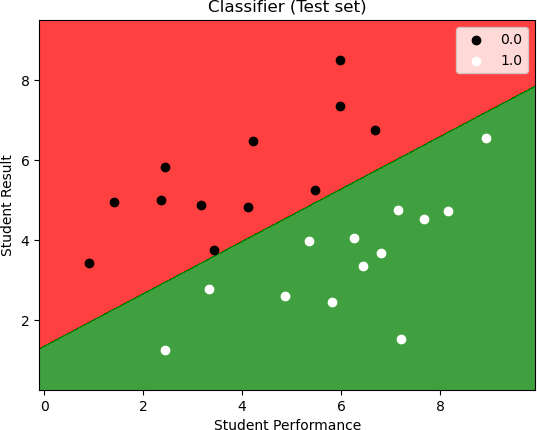 Classifier (Test set)
0.0
1.0
8
6
4
2
Student Result
0 2 4 6 8
Student Performance